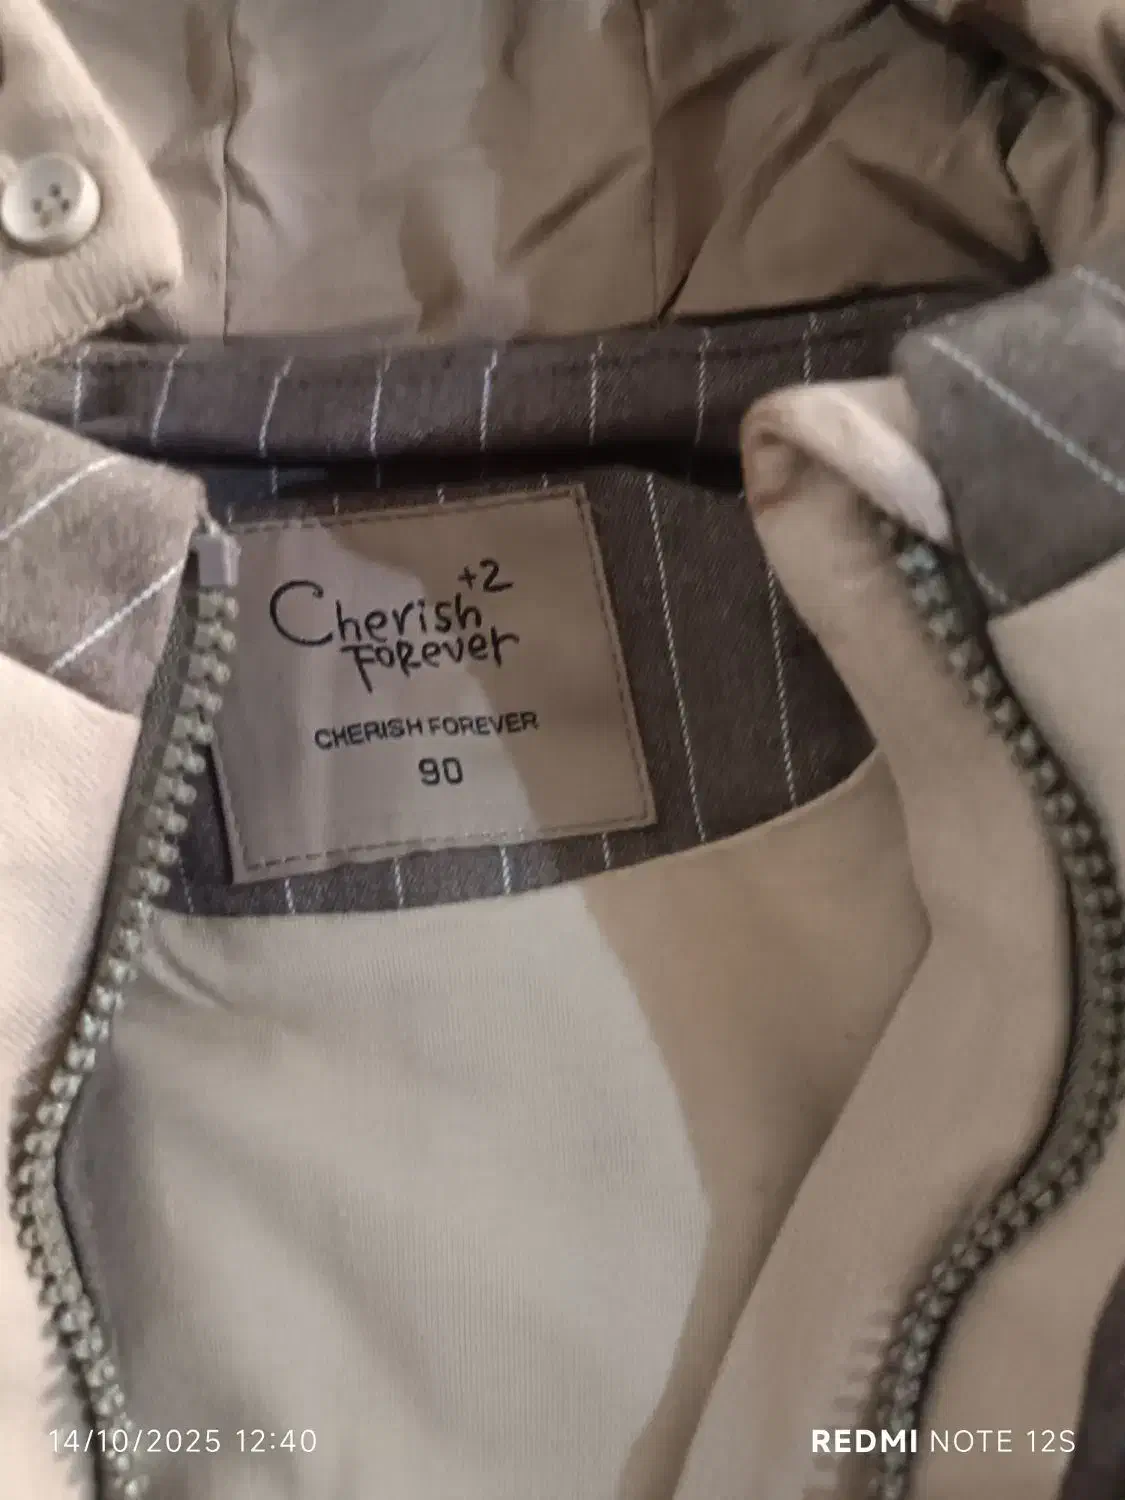 +2
Cherish
Forever
CHERISH FOREVER
90
14/10/2025 12:40
REDMI NOTE 12S